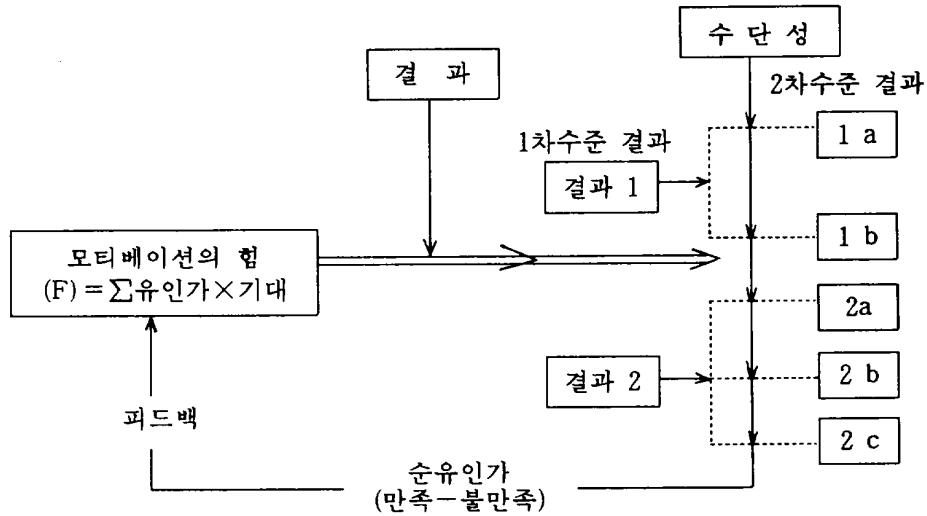 수 단 성
결 과
2차수준 결과
1 a
1차수준 결과
결과 1
1 b
모티베이션의 힘
(F) = ∑유인가×기대
2a
결과 2
2 b
2 c
피드백
순유인가
(만족－불만족)